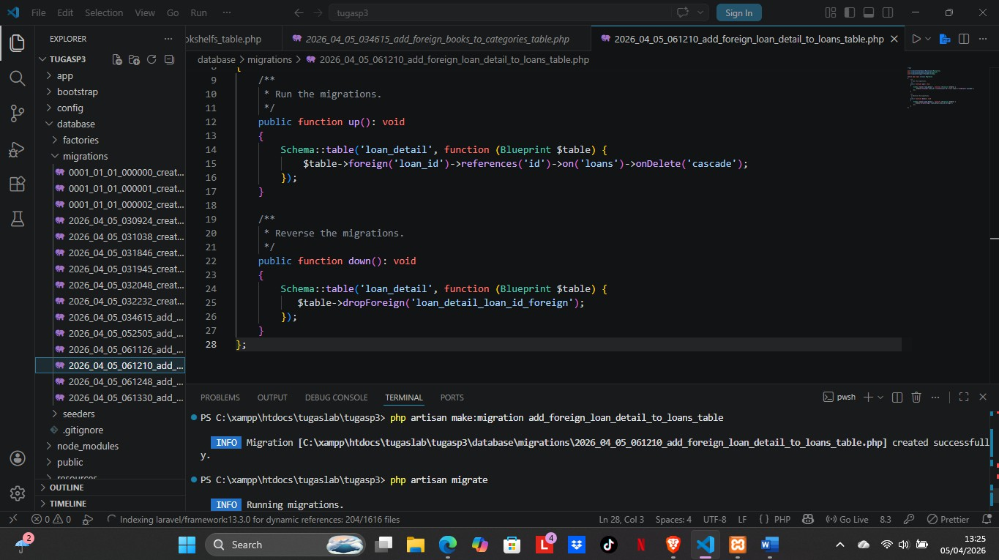 File Edit Selection View Go Run ··· tugasp3 Sign In
EXPLORER ···
okshelfs_table.php 2026_04_05_034615_add_foreign_books_to_categories_table.php 2026_04_05_061210_add_foreign_loan_detail_to_loans_table.php
database > migrations > 2026_04_05_061210_add_foreign_loan_detail_to_loans_table.php
TUGASP3
app
bootstrap
config
database
factories
migrations
0001_01_01_000000_creat...
0001_01_01_000001_creat...
0001_01_01_000002_creat...
2026_04_05_030924_creat...
2026_04_05_031038_creat...
2026_04_05_031846_creat...
2026_04_05_031945_creat...
2026_04_05_032048_creat...
2026_04_05_032232_creat...
2026_04_05_034615_add_...
2026_04_05_052505_add_...
2026_04_05_061126_add_...
2026_04_05_061210_add_...
2026_04_05_061248_add_...
2026_04_05_061330_add_...
seeders
.gitignore
node_modules
public
resources
OUTLINE
TIMELINE
8 {
9 /**
10 * Run the migrations.
11 */
12 public function up(): void
13 {
14 Schema::table('loan_detail', function (Blueprint $table) {
15 $table->foreign('loan_id')->references('id')->on('loans')->onDelete('cascade');
16 });
17 }
18
19 /**
20 * Reverse the migrations.
21 */
22 public function down(): void
23 {
24 Schema::table('loan_detail', function (Blueprint $table) {
25 $table->dropForeign('loan_detail_loan_id_foreign');
26 });
27 }
28 };
PROBLEMS OUTPUT DEBUG CONSOLE TERMINAL PORTS pwsh
PS C:\xampp\htdocs\tugaslab\tugasp3> php artisan make:migration add_foreign_loan_detail_to_loans_table
INFO Migration [C:\xampp\htdocs\tugaslab\tugasp3\database\migrations\2026_04_05_061210_add_foreign_loan_detail_to_loans_table.php] created successfull
y.
PS C:\xampp\htdocs\tugaslab\tugasp3> php artisan migrate
INFO Running migrations.
0 0 Indexing laravel/framework:13.3.0 for dynamic references: 204/1616 files Ln 28, Col 3 Spaces: 4 UTF-8 LF { } PHP Go Live 8.3 Prettier
2 Search 4 13:25
05/04/2026